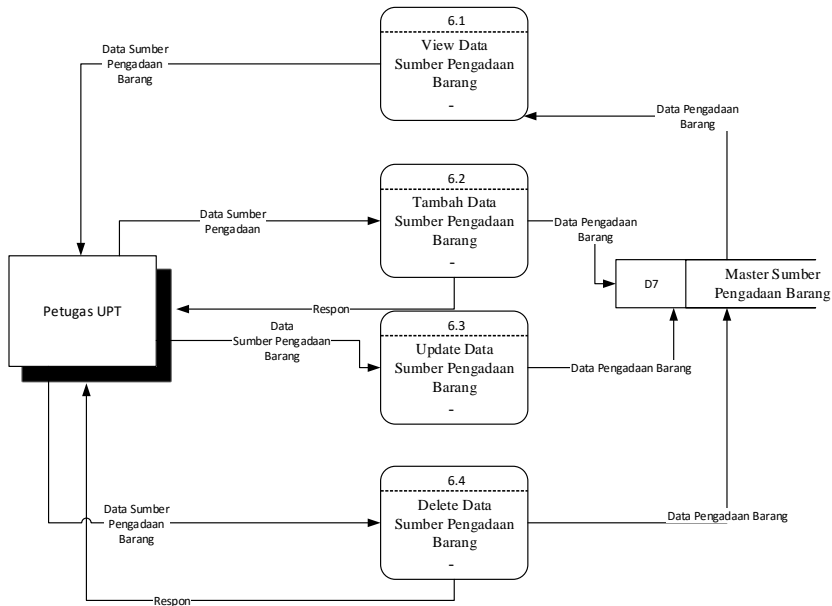 6.1
View Data
Sumber Pengadaan
Barang
-
Data Sumber
Pengadaan
Barang
Data Pengadaan
Barang
6.2
Tambah Data
Sumber Pengadaan
Barang
-
Data Sumber
Pengadaan
Data Pengadaan
Barang
Petugas UPT
D7
Master Sumber
Pengadaan Barang
Respon
6.3
Update Data
Sumber Pengadaan
Barang
-
Data
Sumber Pengadaan
Barang
Data Pengadaan Barang
6.4
Delete Data
Sumber Pengadaan
Barang
-
Data Sumber
Pengadaan
Barang
Data Pengadaan Barang
Respon